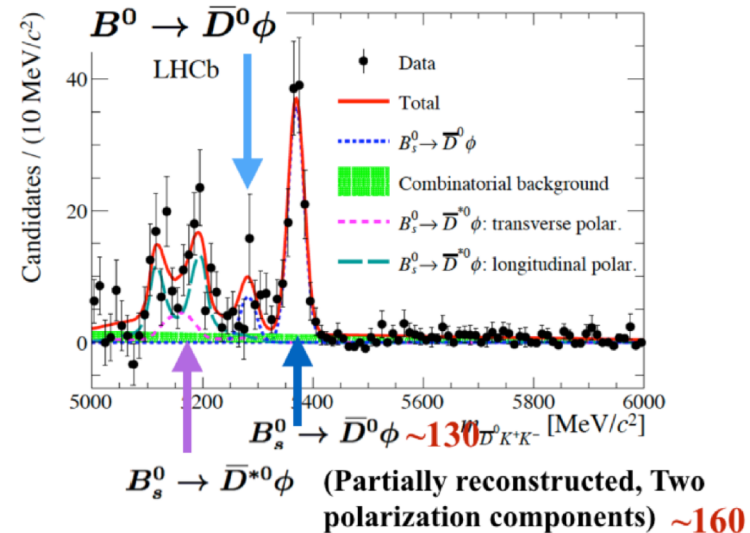 B⁰ → D̅⁰ϕ
LHCb
Candidates / (10 MeV/c²)
40
20
0
Data
Total
B⁰ₛ→ D̅⁰ϕ
Combinatorial background
B⁰ₛ→ D̅*⁰ϕ: transverse polar.
B⁰ₛ→ D̅*⁰ϕ: longitudinal polar.
5000 5200 5400 5600 5800 6000
m D̅⁰K⁺K⁻ [MeV/c²]
B⁰ₛ → D̅⁰ϕ ~130
B⁰ₛ → D̅*⁰ϕ (Partially reconstructed, Two
polarization components) ~160